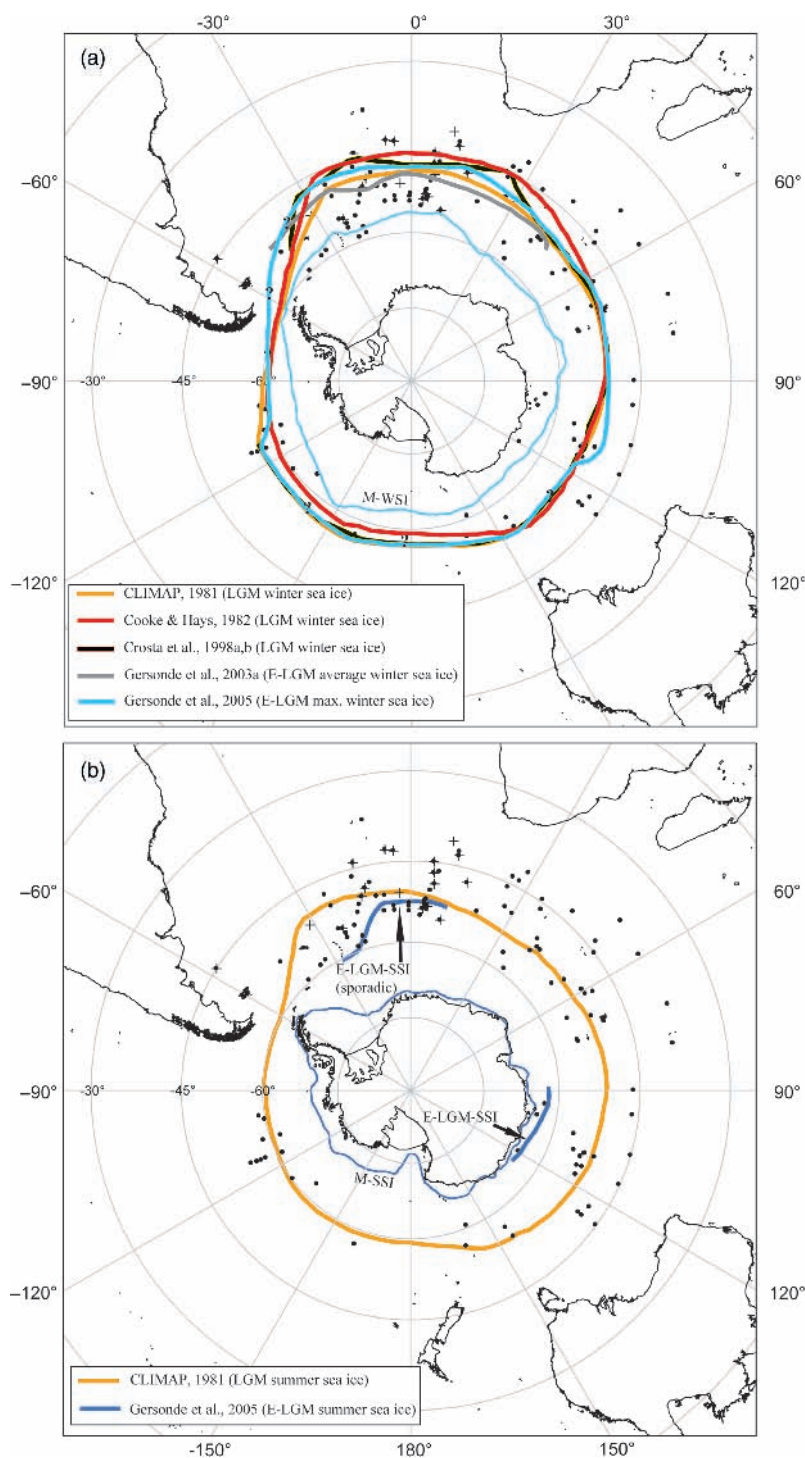 -30° 0° 30°
(a)
−60° 60°
−90° -30° -45° -60° 90°
M-WSI
−120° 120°
CLIMAP, 1981 (LGM winter sea ice)
Cooke & Hays, 1982 (LGM winter sea ice)
Crosta et al., 1998a,b (LGM winter sea ice)
Gersonde et al., 2003a (E-LGM average winter sea ice)
Gersonde et al., 2005 (E-LGM max. winter sea ice)
(b)
−60° 60°
E-LGM-SSI
(sporadic)
−90° -30° -45° -60° 90°
E-LGM-SSI
M-SSI
−120° 120°
CLIMAP, 1981 (LGM summer sea ice)
Gersonde et al., 2005 (E-LGM summer sea ice)
-150° 180° 150°